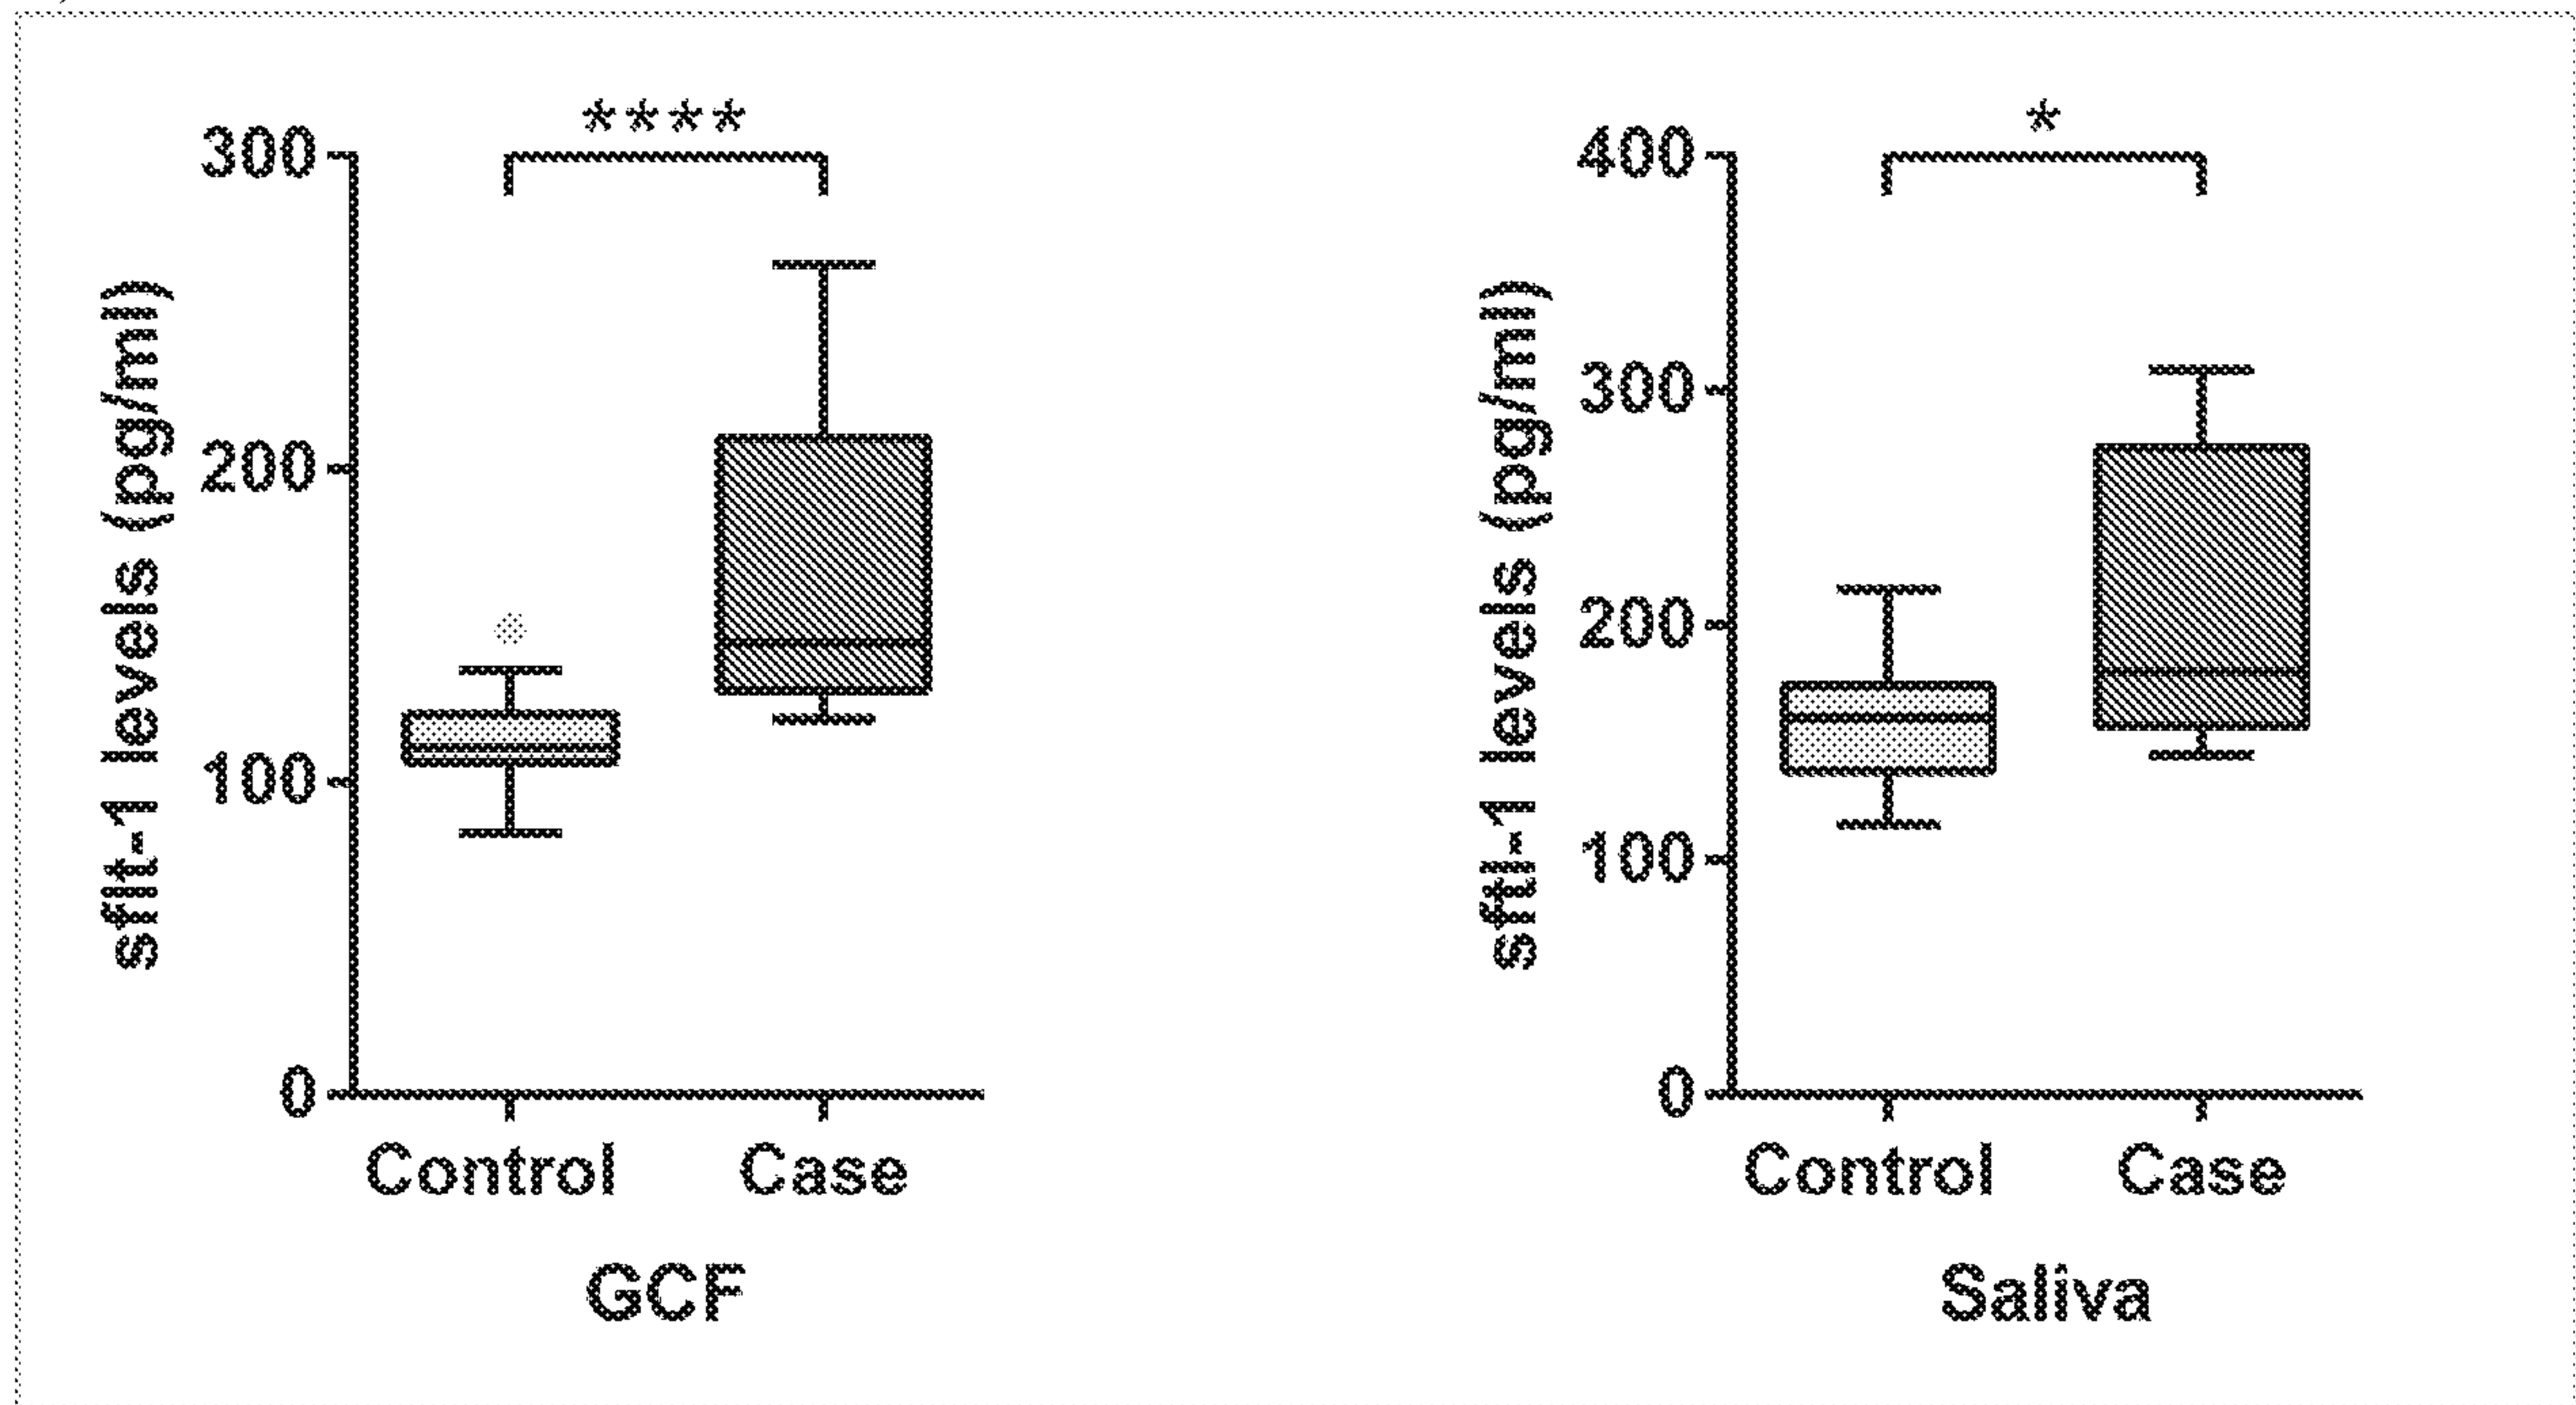 ****
300
200
100
0
sflt-1 levels (pg/ml)
Control Case
GCF
*
400
300
200
100
0
sftl-1 levels (pg/ml)
Control Case
Saliva